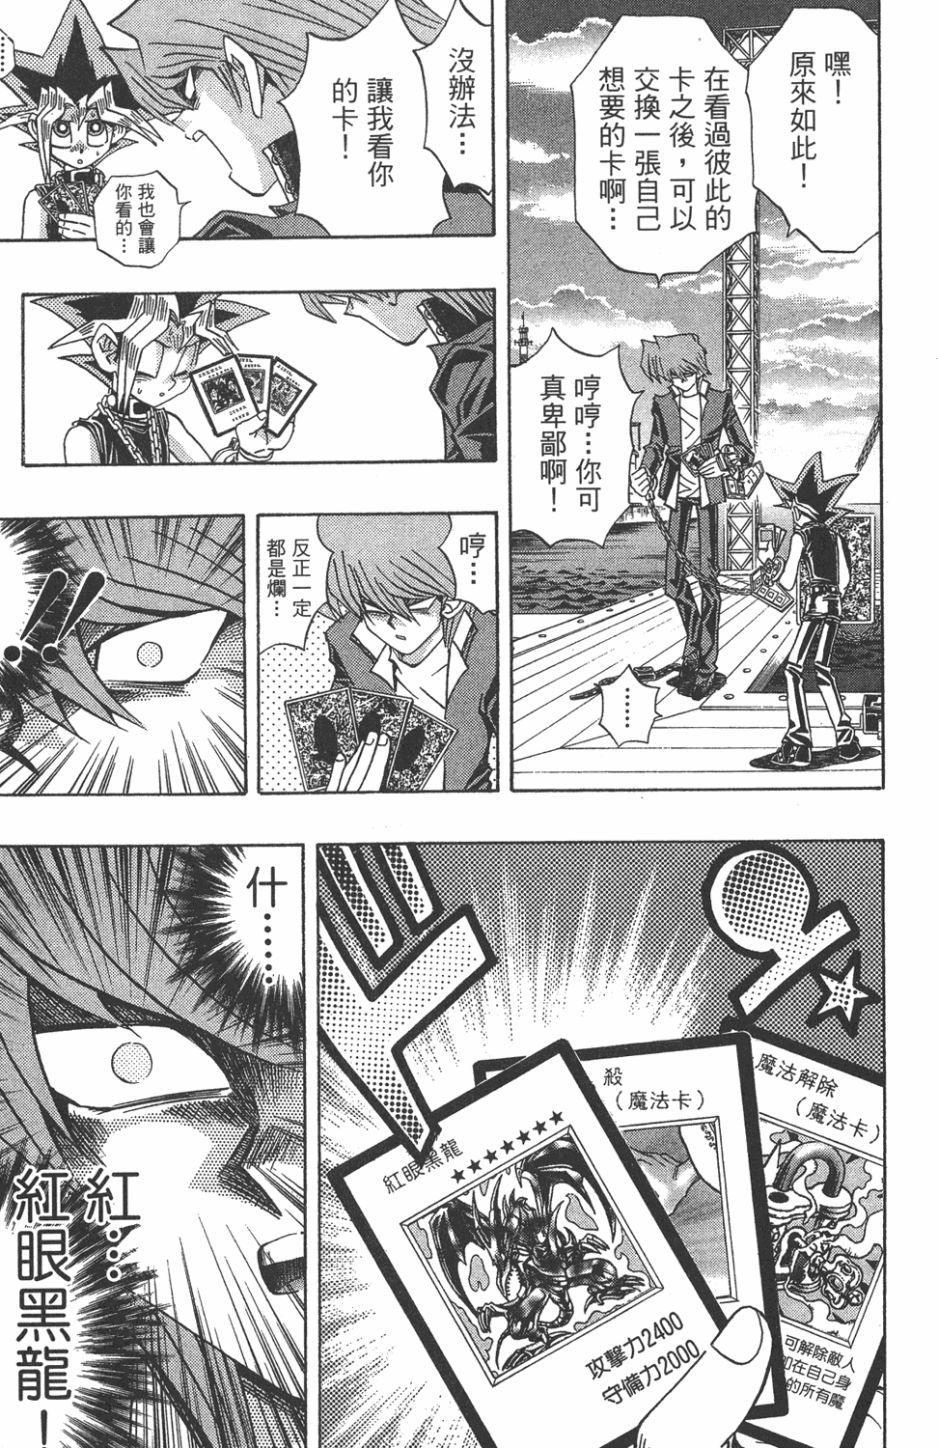 嘿！
原來如此！
在看過彼此的
卡之後，可以
交換一張自己
想要的卡啊…
哼哼…你可
真卑鄙啊！
……
沒辦法…
讓我看你
的卡！
……
我也會讓
你看的…
哼…
反正一定
都是爛…
!!
魔法解除
（魔法卡）
可解除敵人
如在自己身
的所有魔
殺
（魔法卡）
紅眼黑龍
★★★★★★★
攻擊力2400
守備力2000
什……
紅…
紅眼黑龍！